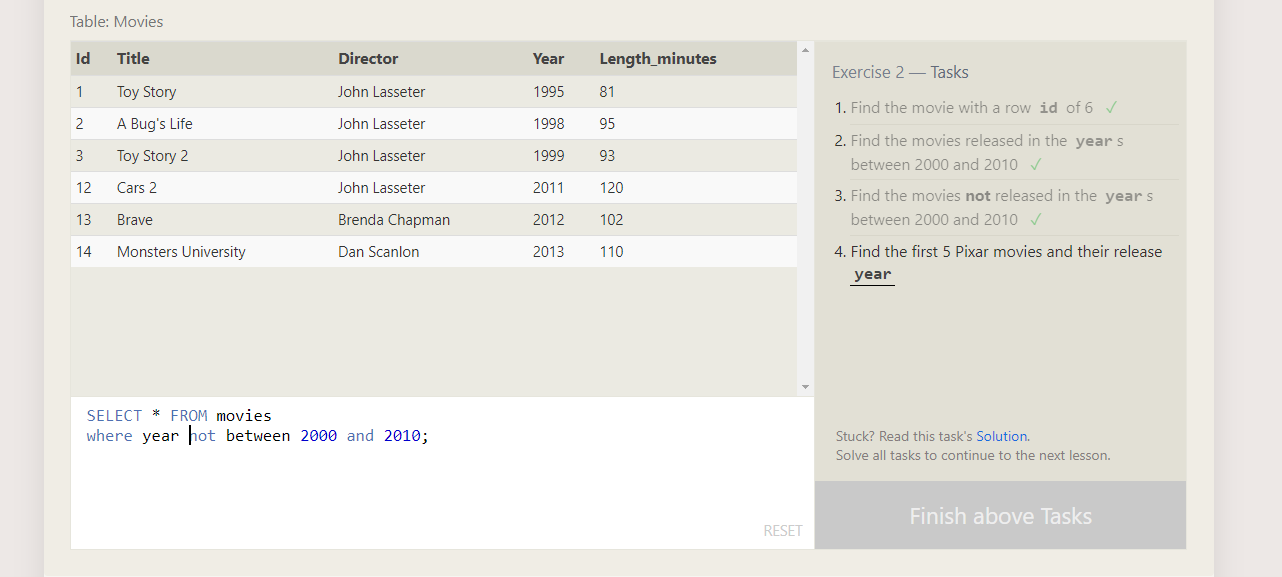 Table: Movies
Id Title Director Year Length_minutes
1 Toy Story John Lasseter 1995 81
2 A Bug's Life John Lasseter 1998 95
3 Toy Story 2 John Lasseter 1999 93
12 Cars 2 John Lasseter 2011 120
13 Brave Brenda Chapman 2012 102
14 Monsters University Dan Scanlon 2013 110
SELECT * FROM movies
where year not between 2000 and 2010;
RESET
Exercise 2 — Tasks
1. Find the movie with a row id of 6 ✓
2. Find the movies released in the year s
between 2000 and 2010 ✓
3. Find the movies not released in the year s
between 2000 and 2010 ✓
4. Find the first 5 Pixar movies and their release
year
Stuck? Read this task's Solution.
Solve all tasks to continue to the next lesson.
Finish above Tasks